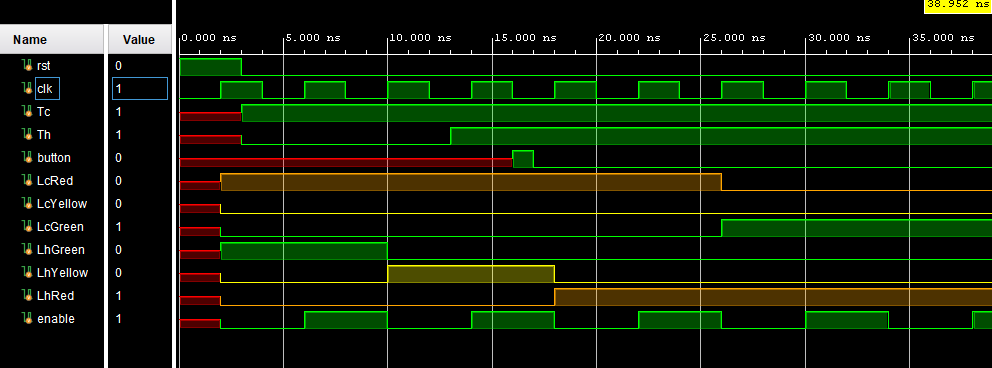 38.952 ns
Name Value
0.000 ns 5.000 ns 10.000 ns 15.000 ns 20.000 ns 25.000 ns 30.000 ns 35.000 ns
rst 0
clk 1
Tc 1
Th 1
button 0
LcRed 0
LcYellow 0
LcGreen 1
LhGreen 0
LhYellow 0
LhRed 1
enable 1